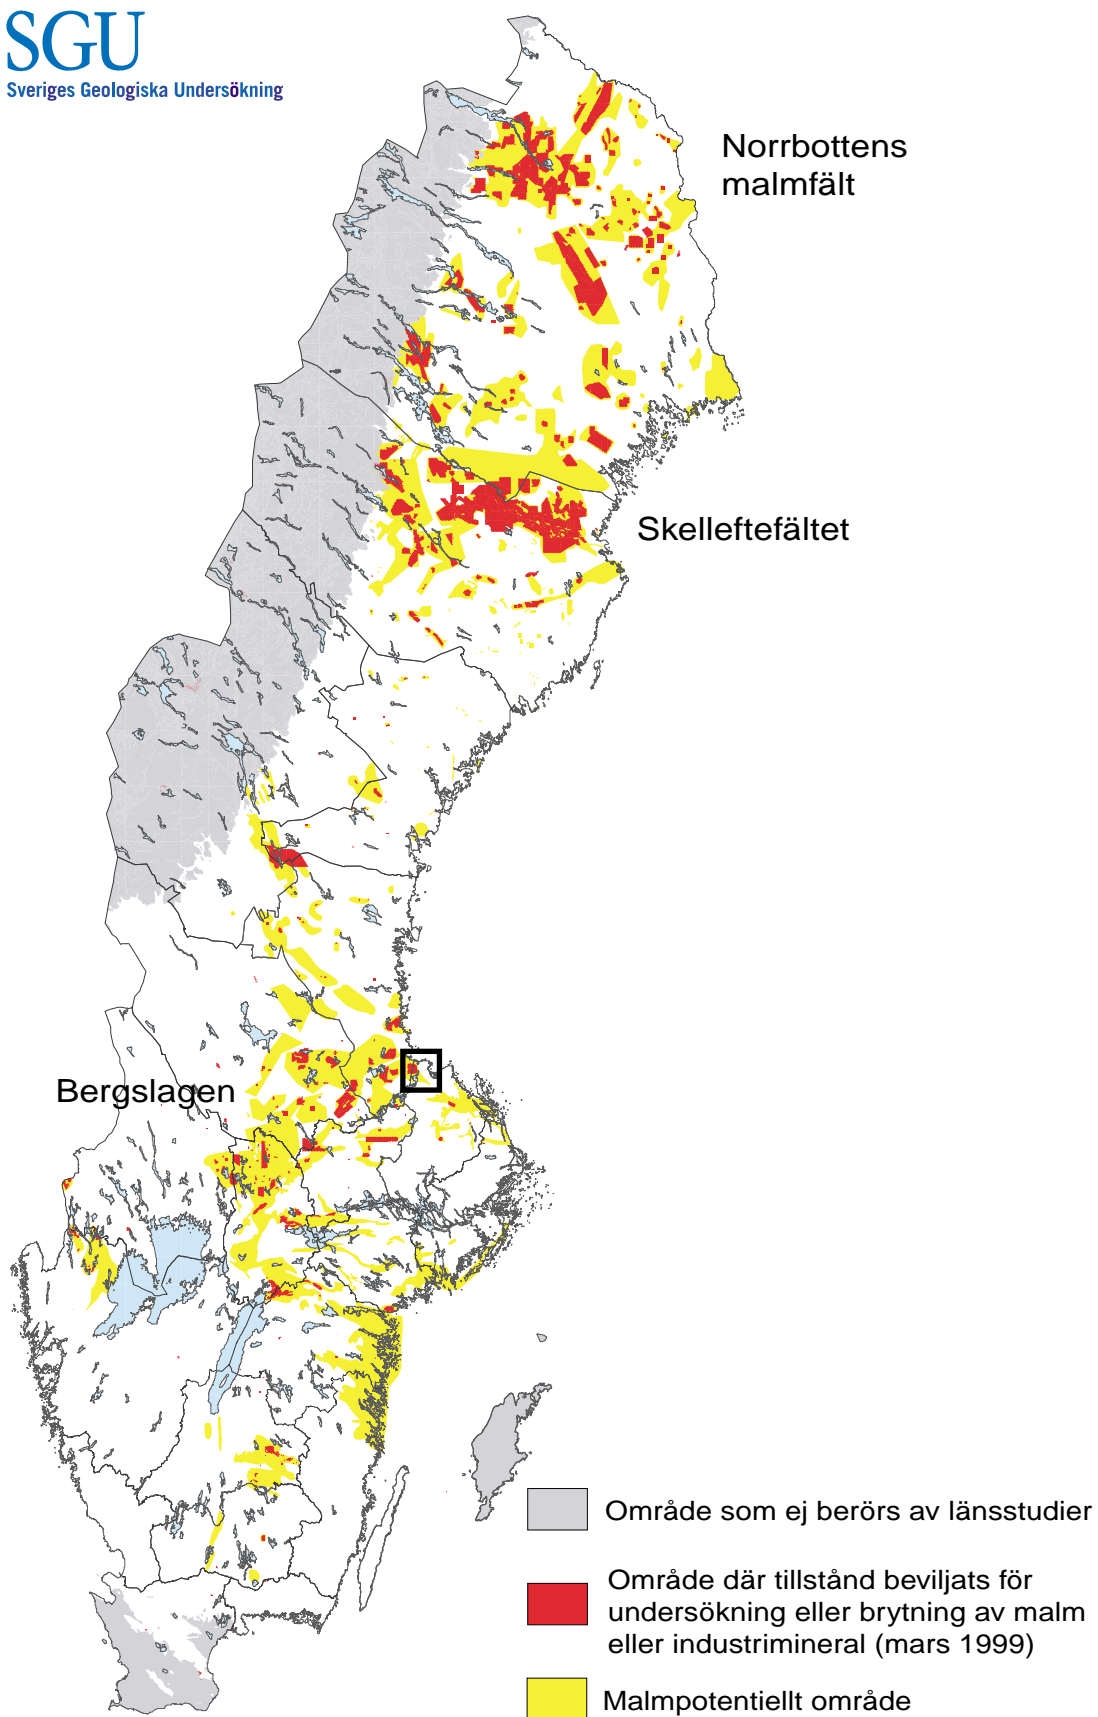 SGU
Sveriges Geologiska Undersökning
Norrbottens
malmfält
Skelleftefältet
Bergslagen
Område som ej berörs av länsstudier
Område där tillstånd beviljats för
undersökning eller brytning av malm
eller industrimineral (mars 1999)
Malmpotentiellt område